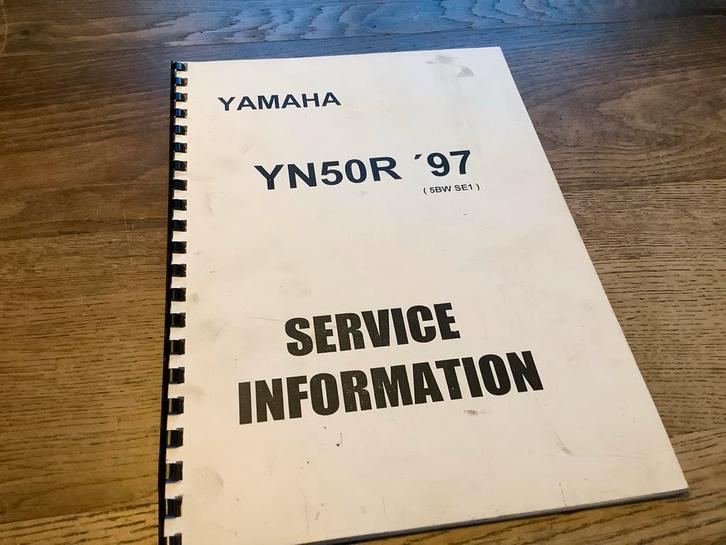 YAMAHA
YN50R ´97
( 5BW SE1 )
SERVICE
INFORMATION